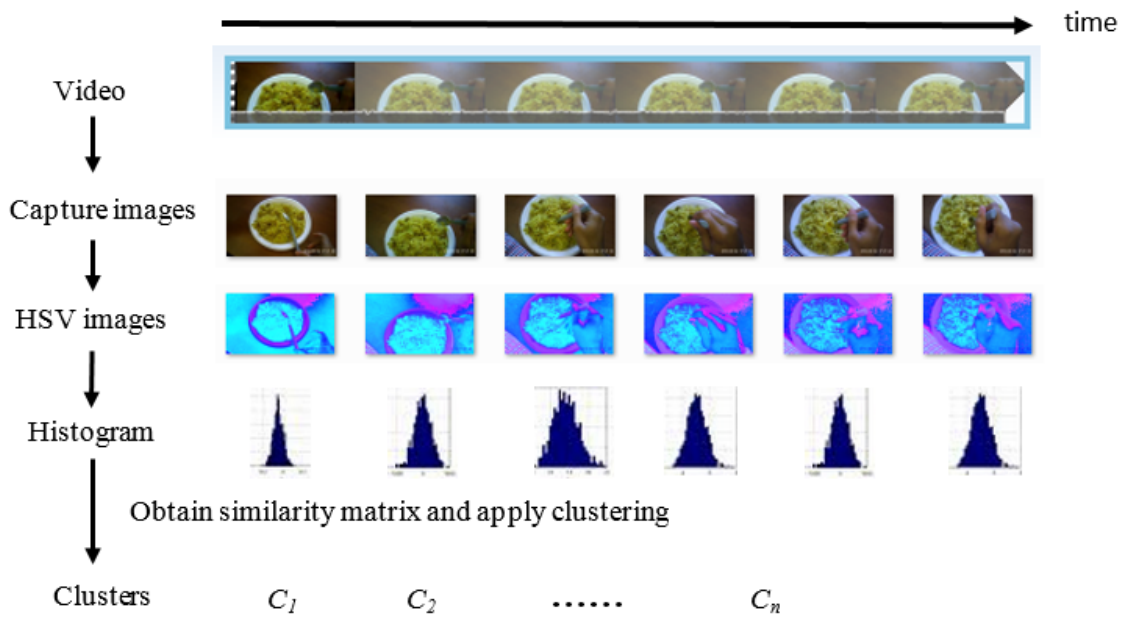 time
Video
Capture images
HSV images
Histogram
Obtain similarity matrix and apply clustering
Clusters C1 C2 ...... Cn